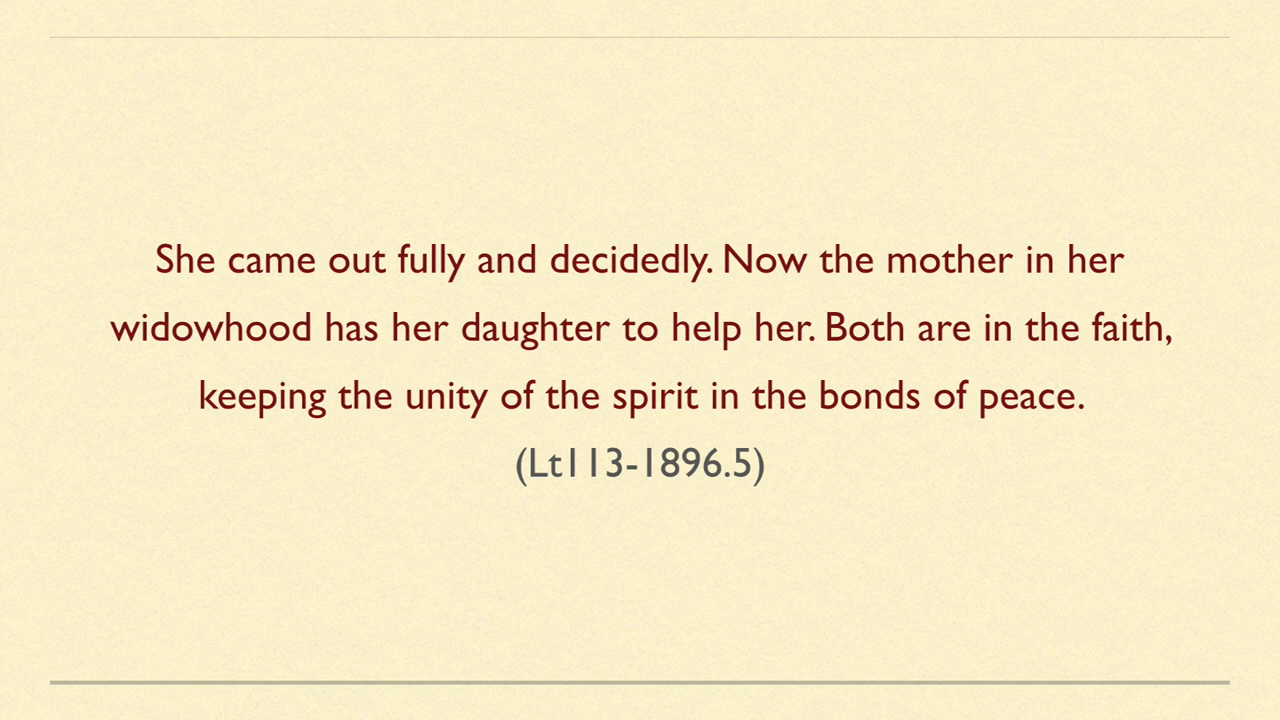 She came out fully and decidedly. Now the mother in her
widowhood has her daughter to help her. Both are in the faith,
keeping the unity of the spirit in the bonds of peace.
(Lt113-1896.5)